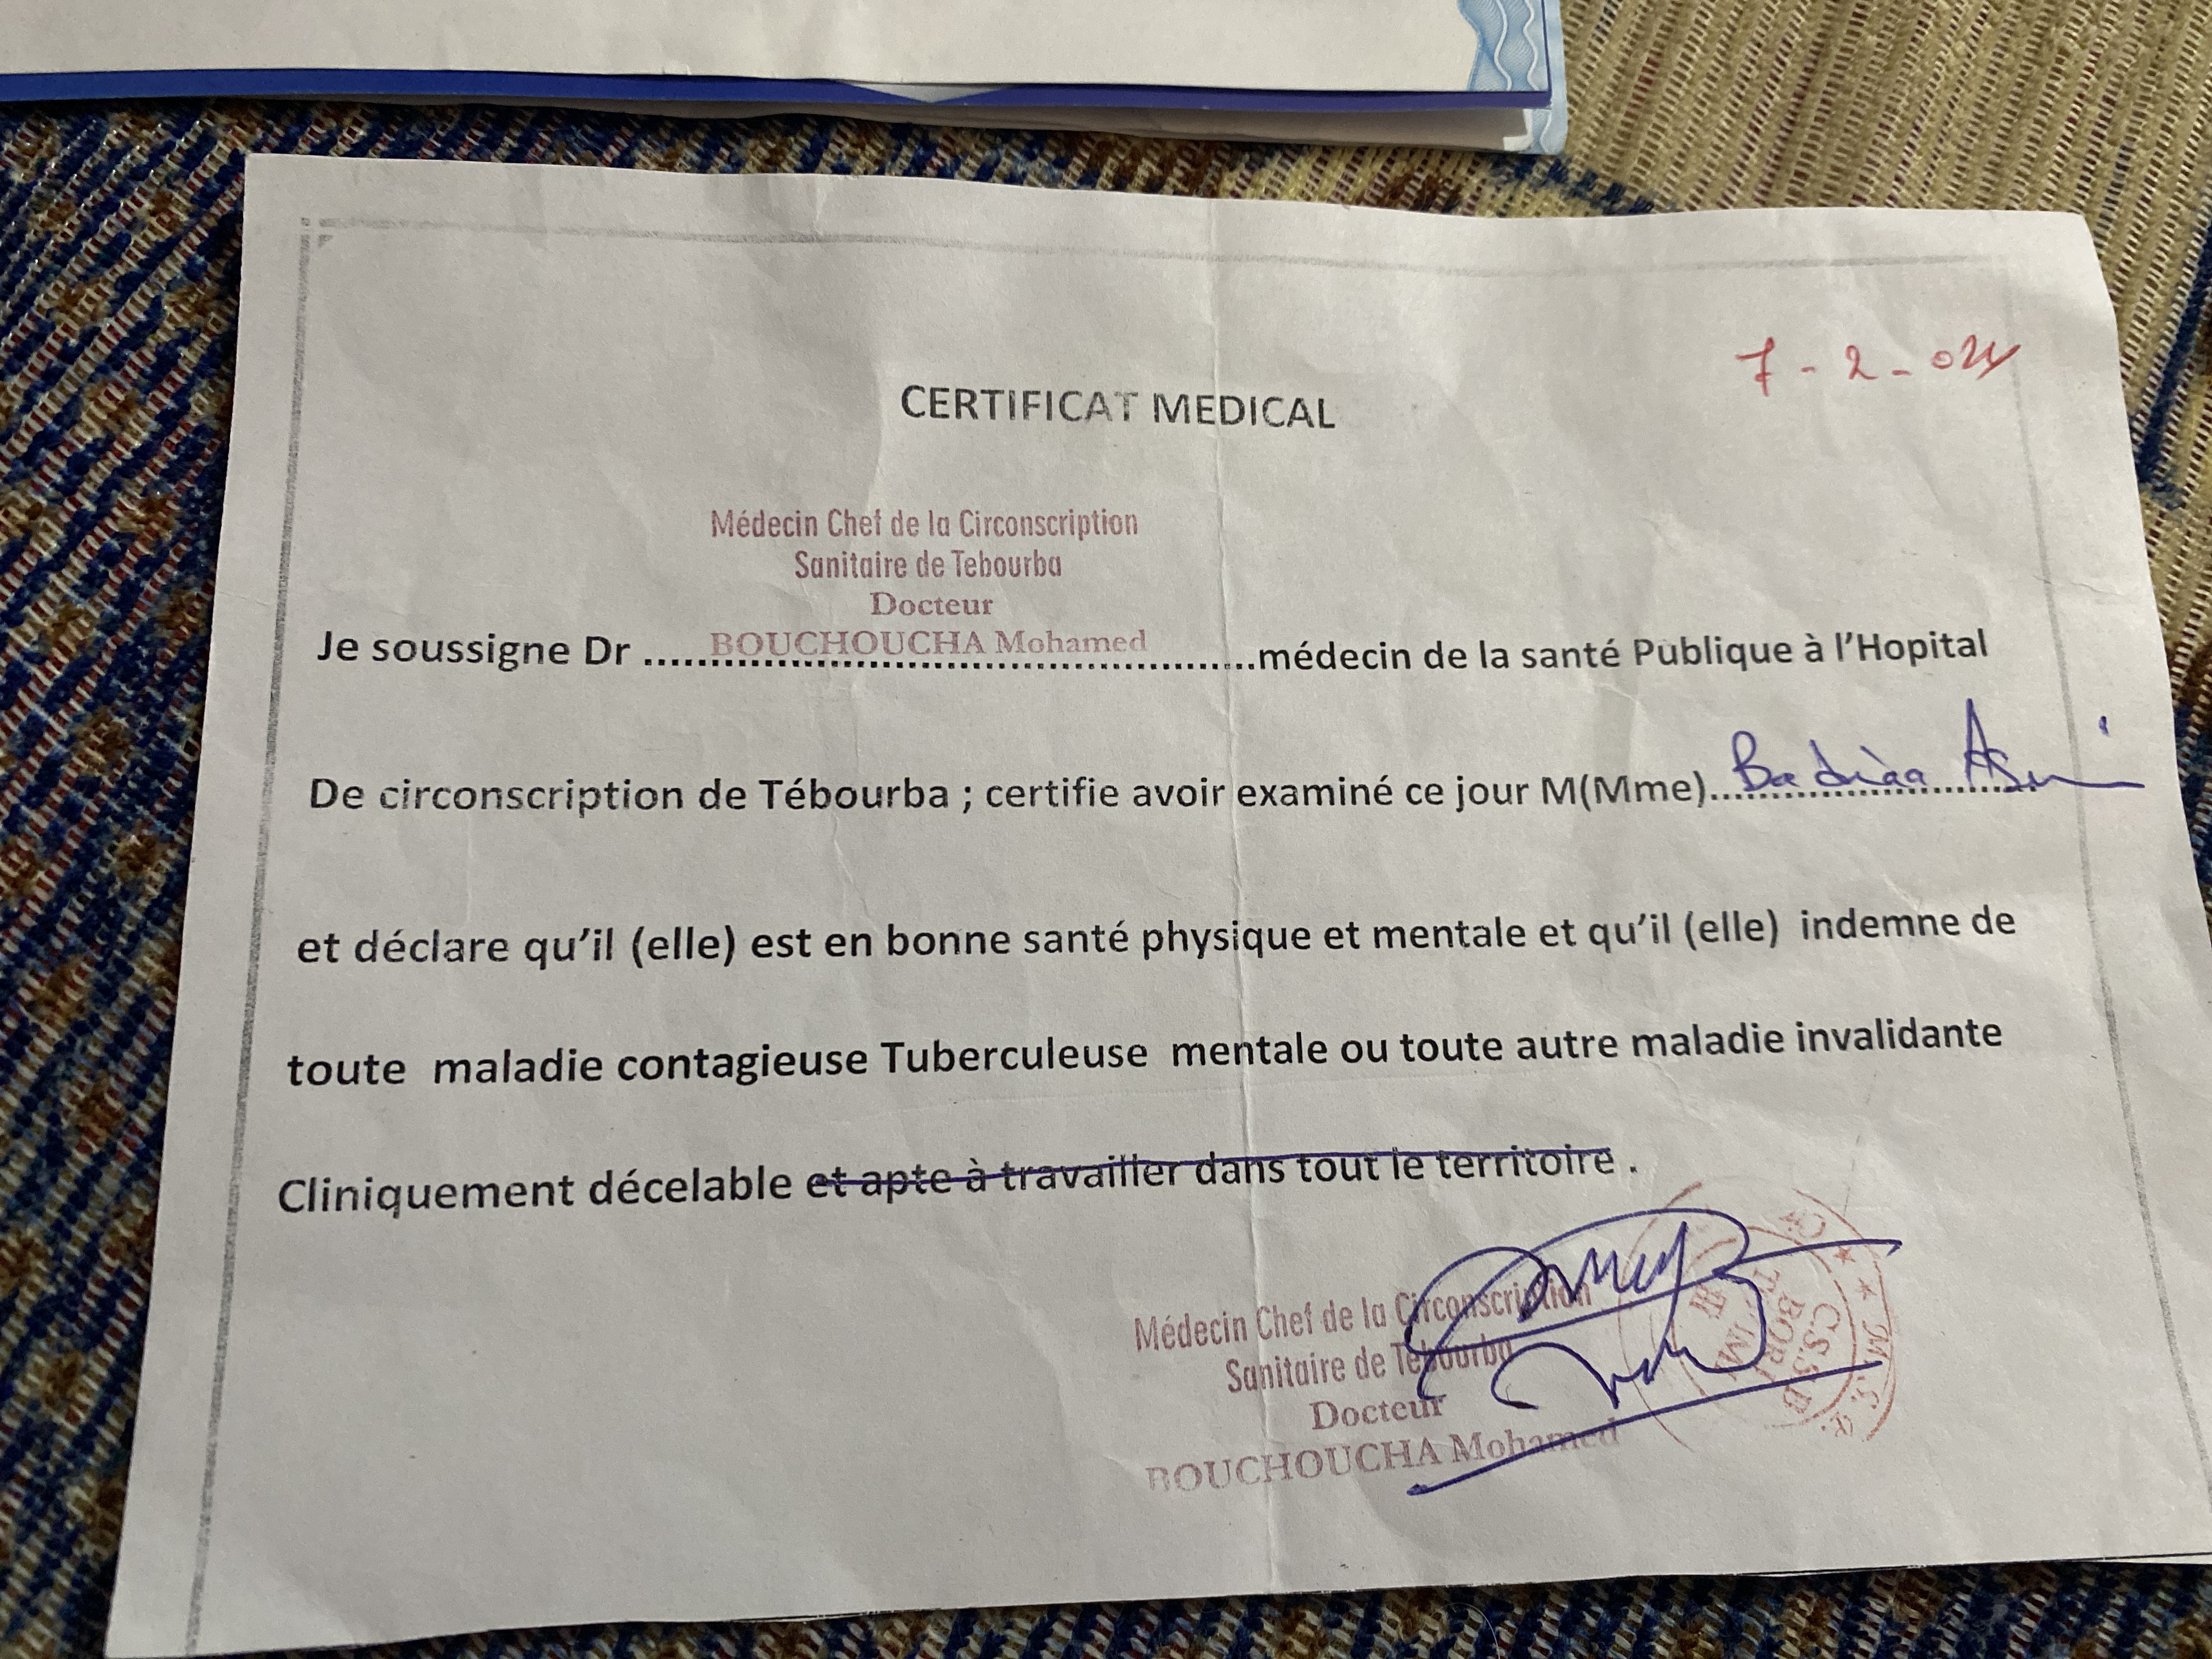 7 - 2 - 024
CERTIFICAT MEDICAL
Médecin Chef de la Circonscription
Sanitaire de Tebourba
Docteur
BOUCHOUCHA Mohamed
Je soussigne Dr ........................................médecin de la santé Publique à l'Hopital
De circonscription de Tébourba ; certifie avoir examiné ce jour M(Mme)....Badiàa
et déclare qu'il (elle) est en bonne santé physique et mentale et qu'il (elle) indemne de
toute maladie contagieuse Tuberculeuse mentale ou toute autre maladie invalidante
Cliniquement décelable et apte à travailler dans tout le territoire .
Médecin Chef de la Circonscription
Sanitaire de Tebourba
Docteur
BOUCHOUCHA Mohamed
C.S.S.B